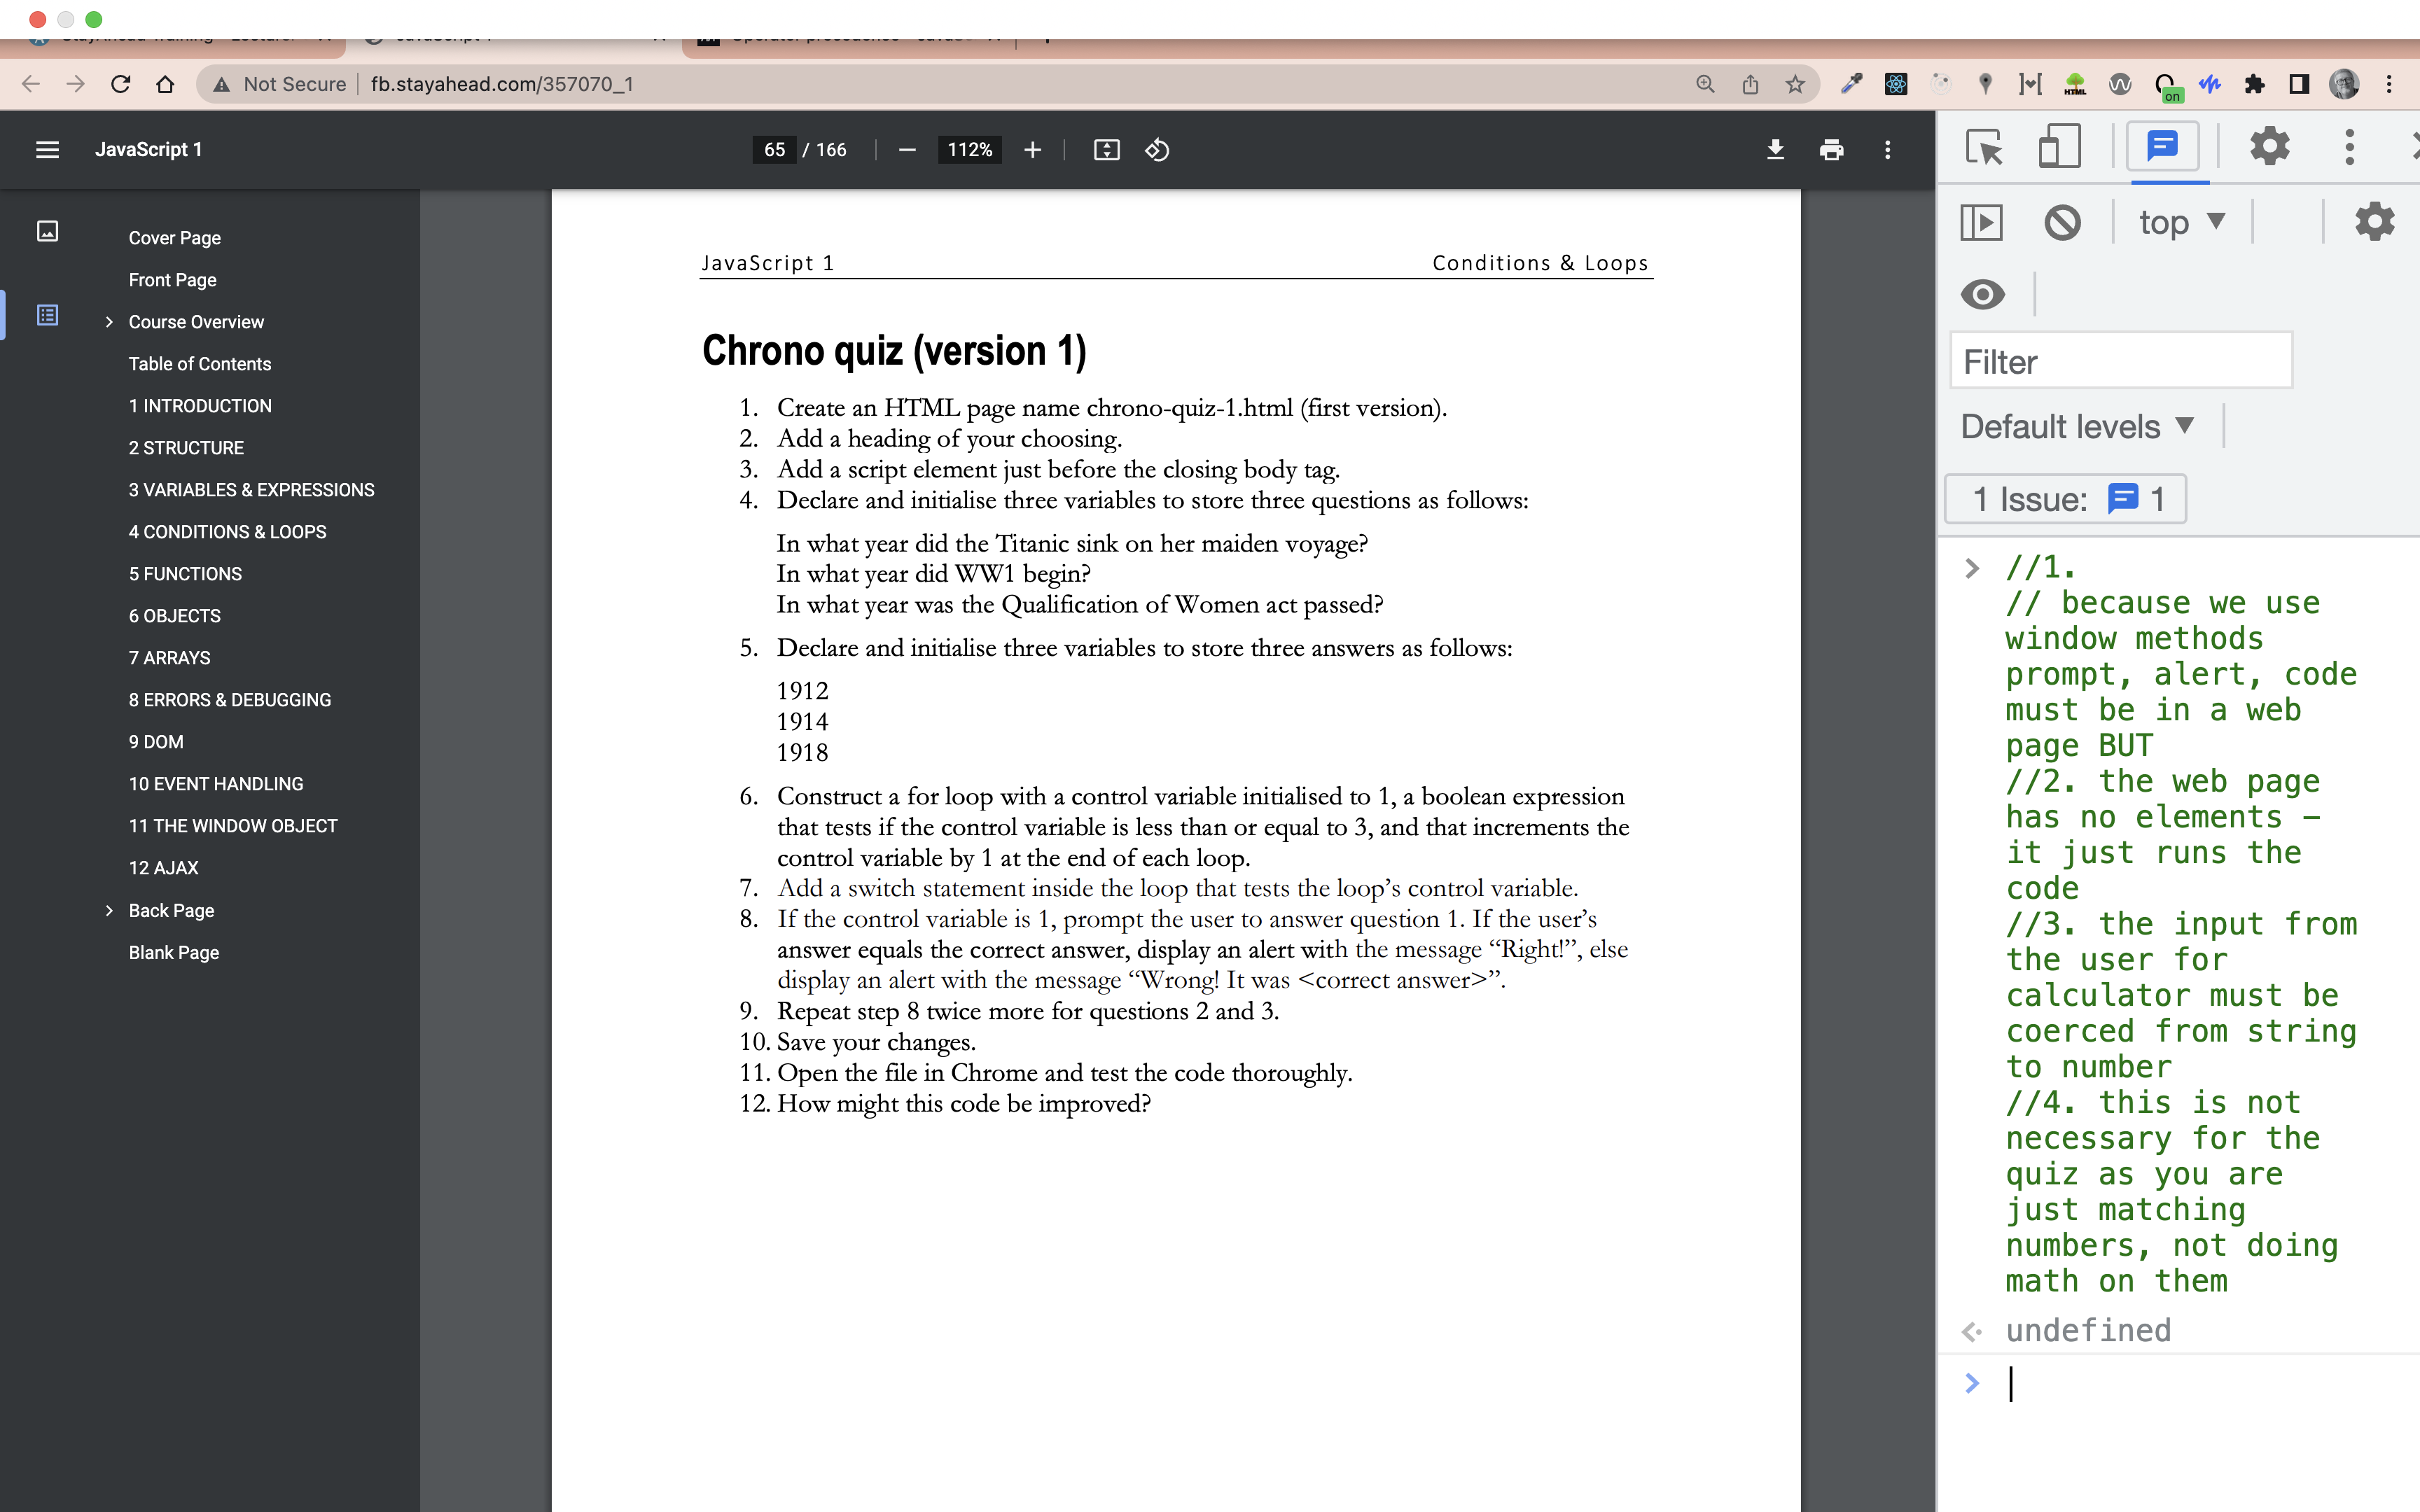 Not Secure
fb.stayahead.com/357070_1
HTML
on
JavaScript 1
65 / 166
112%
Cover Page
Front Page
Course Overview
Table of Contents
1 INTRODUCTION
2 STRUCTURE
3 VARIABLES & EXPRESSIONS
4 CONDITIONS & LOOPS
5 FUNCTIONS
6 OBJECTS
7 ARRAYS
8 ERRORS & DEBUGGING
9 DOM
10 EVENT HANDLING
11 THE WINDOW OBJECT
12 AJAX
Back Page
Blank Page
JavaScript 1
Conditions & Loops
Chrono quiz (version 1)
1. Create an HTML page name chrono-quiz-1.html (first version).
2. Add a heading of your choosing.
3. Add a script element just before the closing body tag.
4. Declare and initialise three variables to store three questions as follows:
In what year did the Titanic sink on her maiden voyage?
In what year did WW1 begin?
In what year was the Qualification of Women act passed?
5. Declare and initialise three variables to store three answers as follows:
1912
1914
1918
6. Construct a for loop with a control variable initialised to 1, a boolean expression
that tests if the control variable is less than or equal to 3, and that increments the
control variable by 1 at the end of each loop.
7. Add a switch statement inside the loop that tests the loop’s control variable.
8. If the control variable is 1, prompt the user to answer question 1. If the user’s
answer equals the correct answer, display an alert with the message “Right!”, else
display an alert with the message “Wrong! It was <correct answer>”.
9. Repeat step 8 twice more for questions 2 and 3.
10. Save your changes.
11. Open the file in Chrome and test the code thoroughly.
12. How might this code be improved?
top
Filter
Default levels
1 Issue: 1
//1.
// because we use
window methods
prompt, alert, code
must be in a web
page BUT
//2. the web page
has no elements –
it just runs the
code
//3. the input from
the user for
calculator must be
coerced from string
to number
//4. this is not
necessary for the
quiz as you are
just matching
numbers, not doing
math on them
undefined